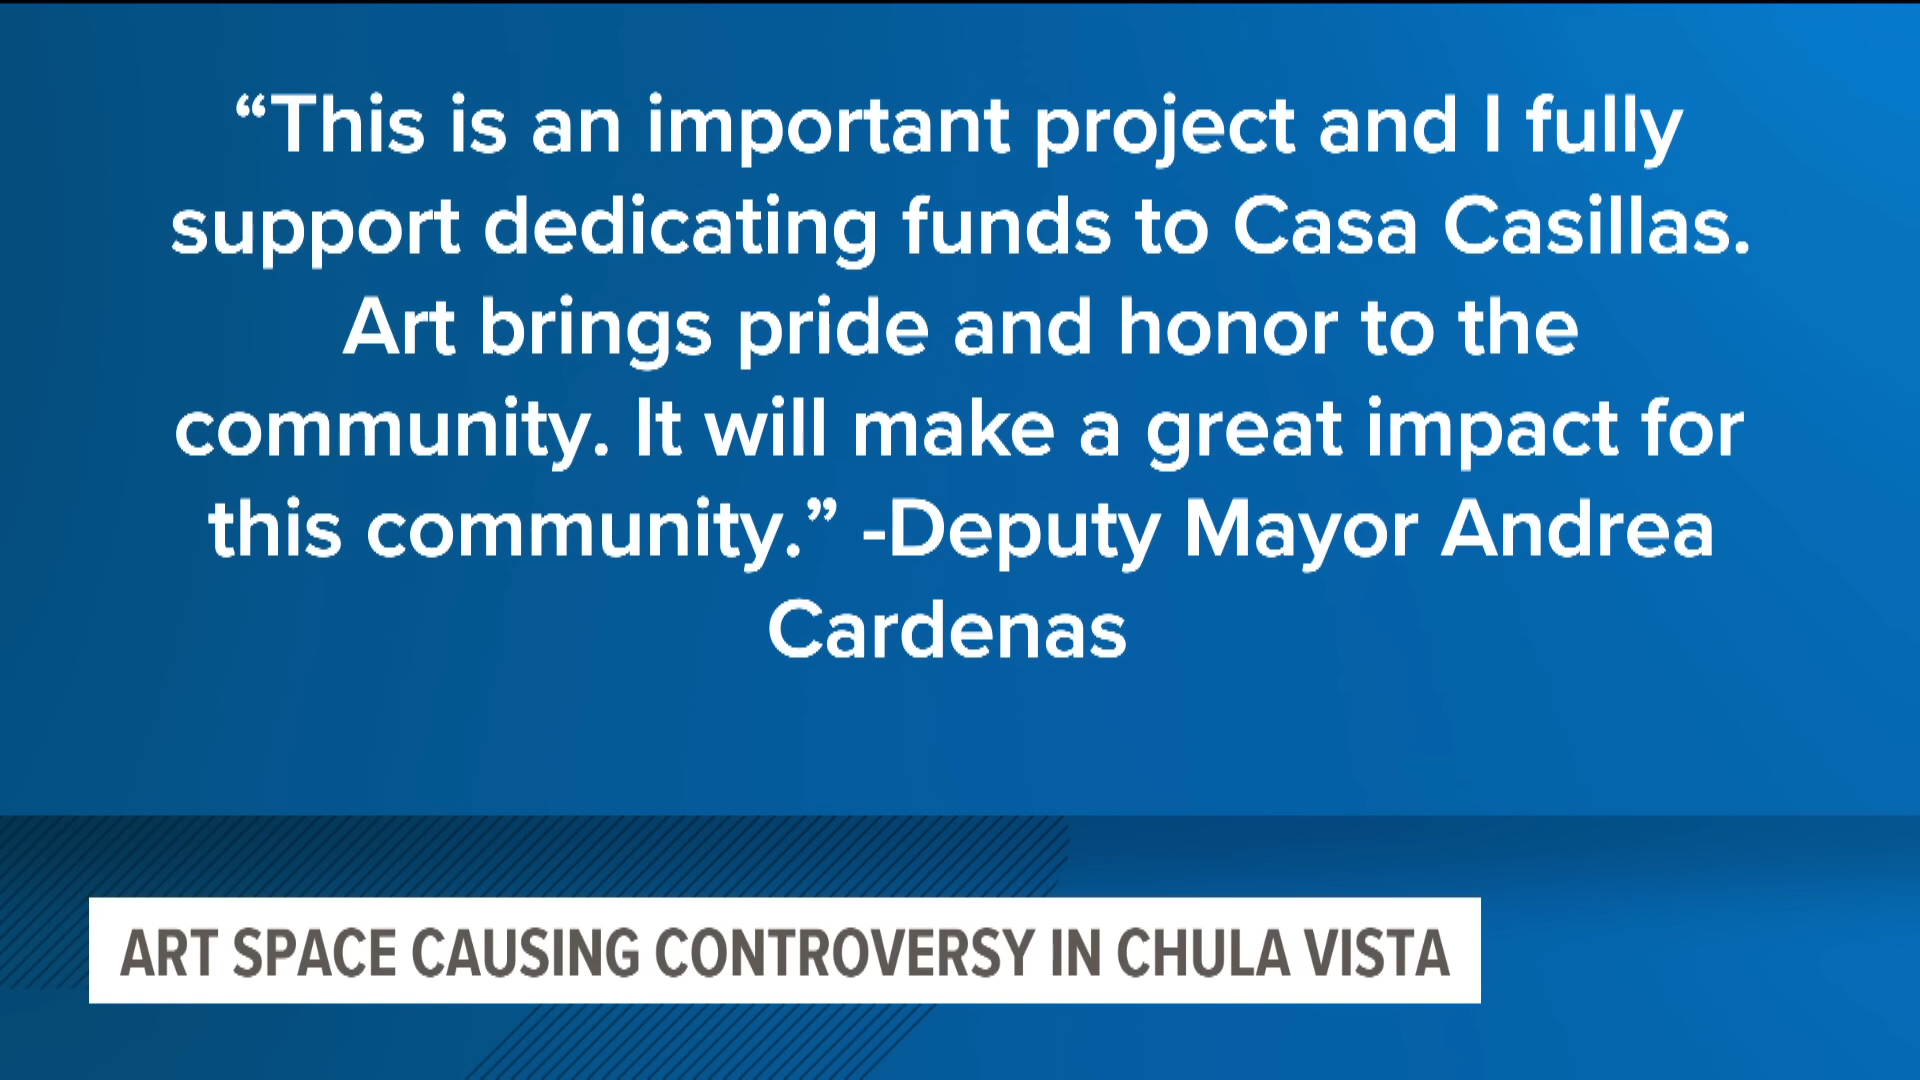 “This is an important project and I fully
support dedicating funds to Casa Casillas.
Art brings pride and honor to the
community. It will make a great impact for
this community.” -Deputy Mayor Andrea
Cardenas
ART SPACE CAUSING CONTROVERSY IN CHULA VISTA